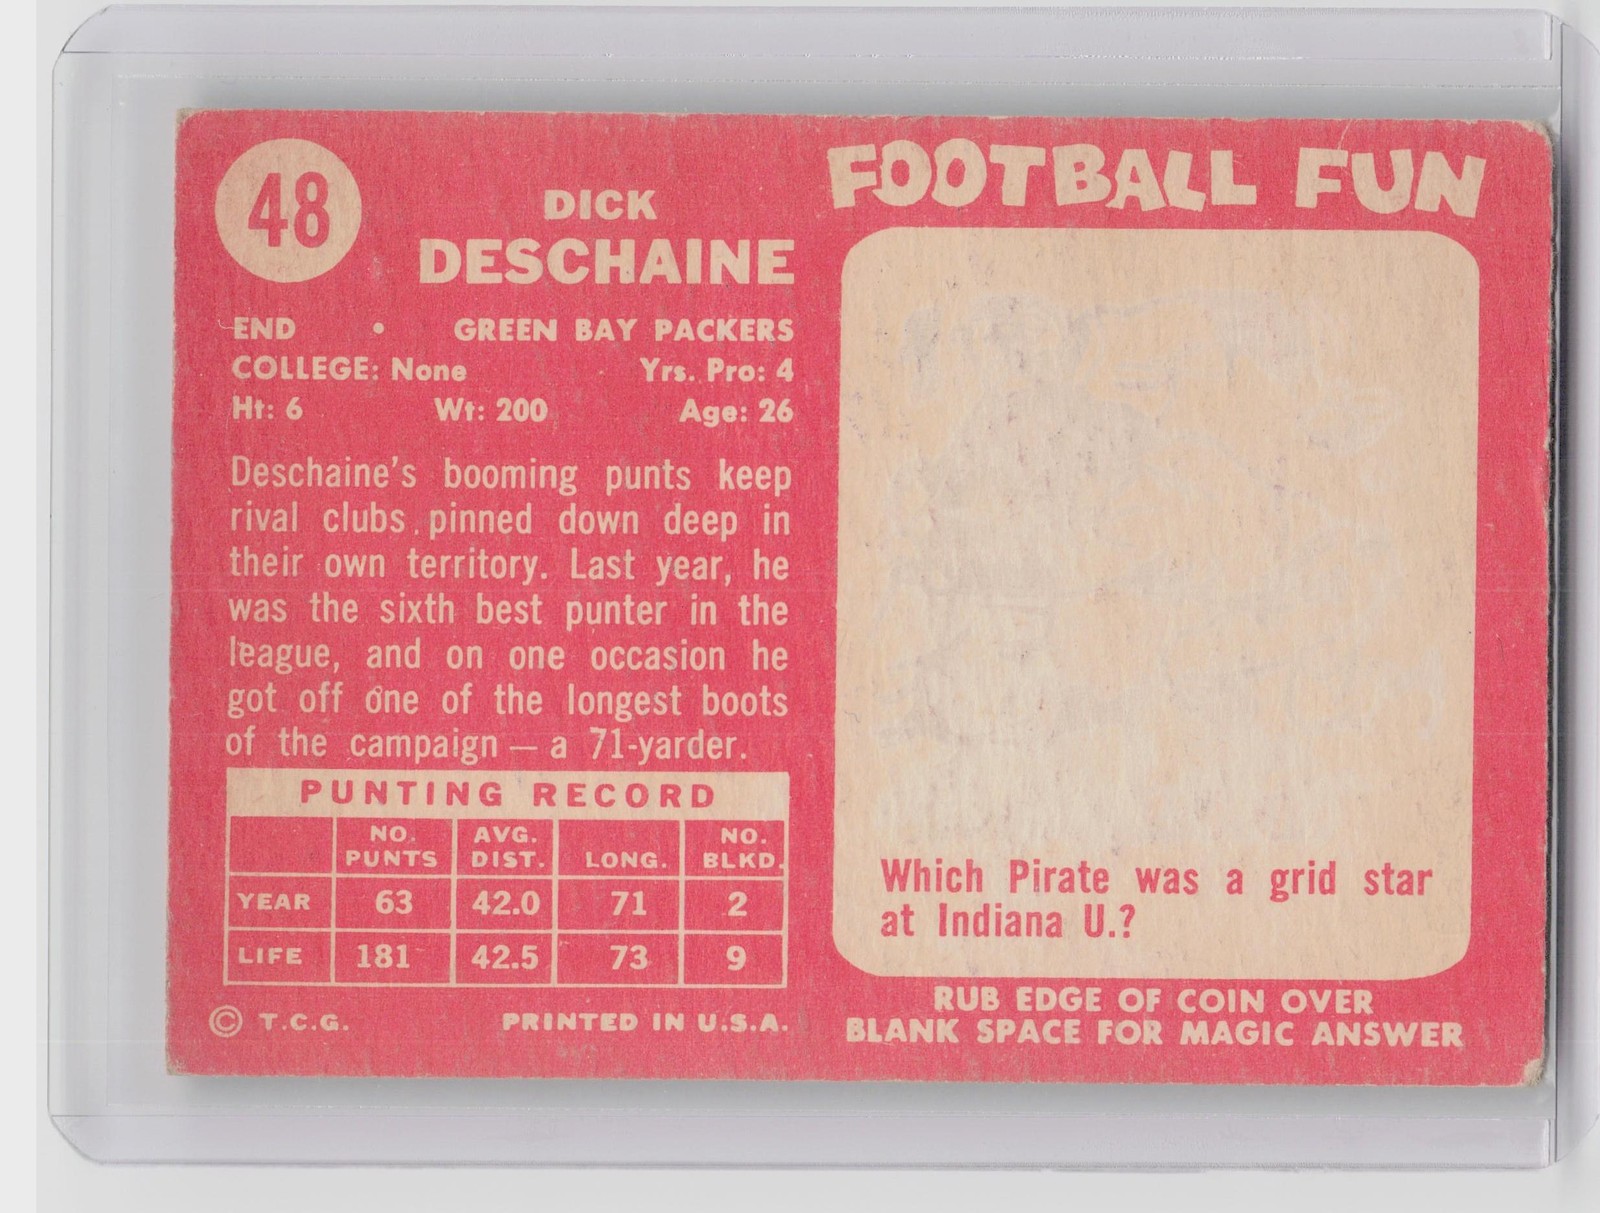 48
DICK
DESCHAINE
END • GREEN BAY PACKERS
COLLEGE: None Yrs. Pro: 4
Ht: 6 Wt: 200 Age: 26
Deschaine's booming punts keep
rival clubs pinned down deep in
their own territory. Last year, he
was the sixth best punter in the
league, and on one occasion he
got off one of the longest boots
of the campaign — a 71-yarder.
PUNTING RECORD
NO. PUNTS AVG. DIST. LONG. NO. BLKD.
YEAR 63 42.0 71 2
LIFE 181 42.5 73 9
© T.C.G. PRINTED IN U.S.A.
FOOTBALL FUN
Which Pirate was a grid star
at Indiana U.?
RUB EDGE OF COIN OVER
BLANK SPACE FOR MAGIC ANSWER